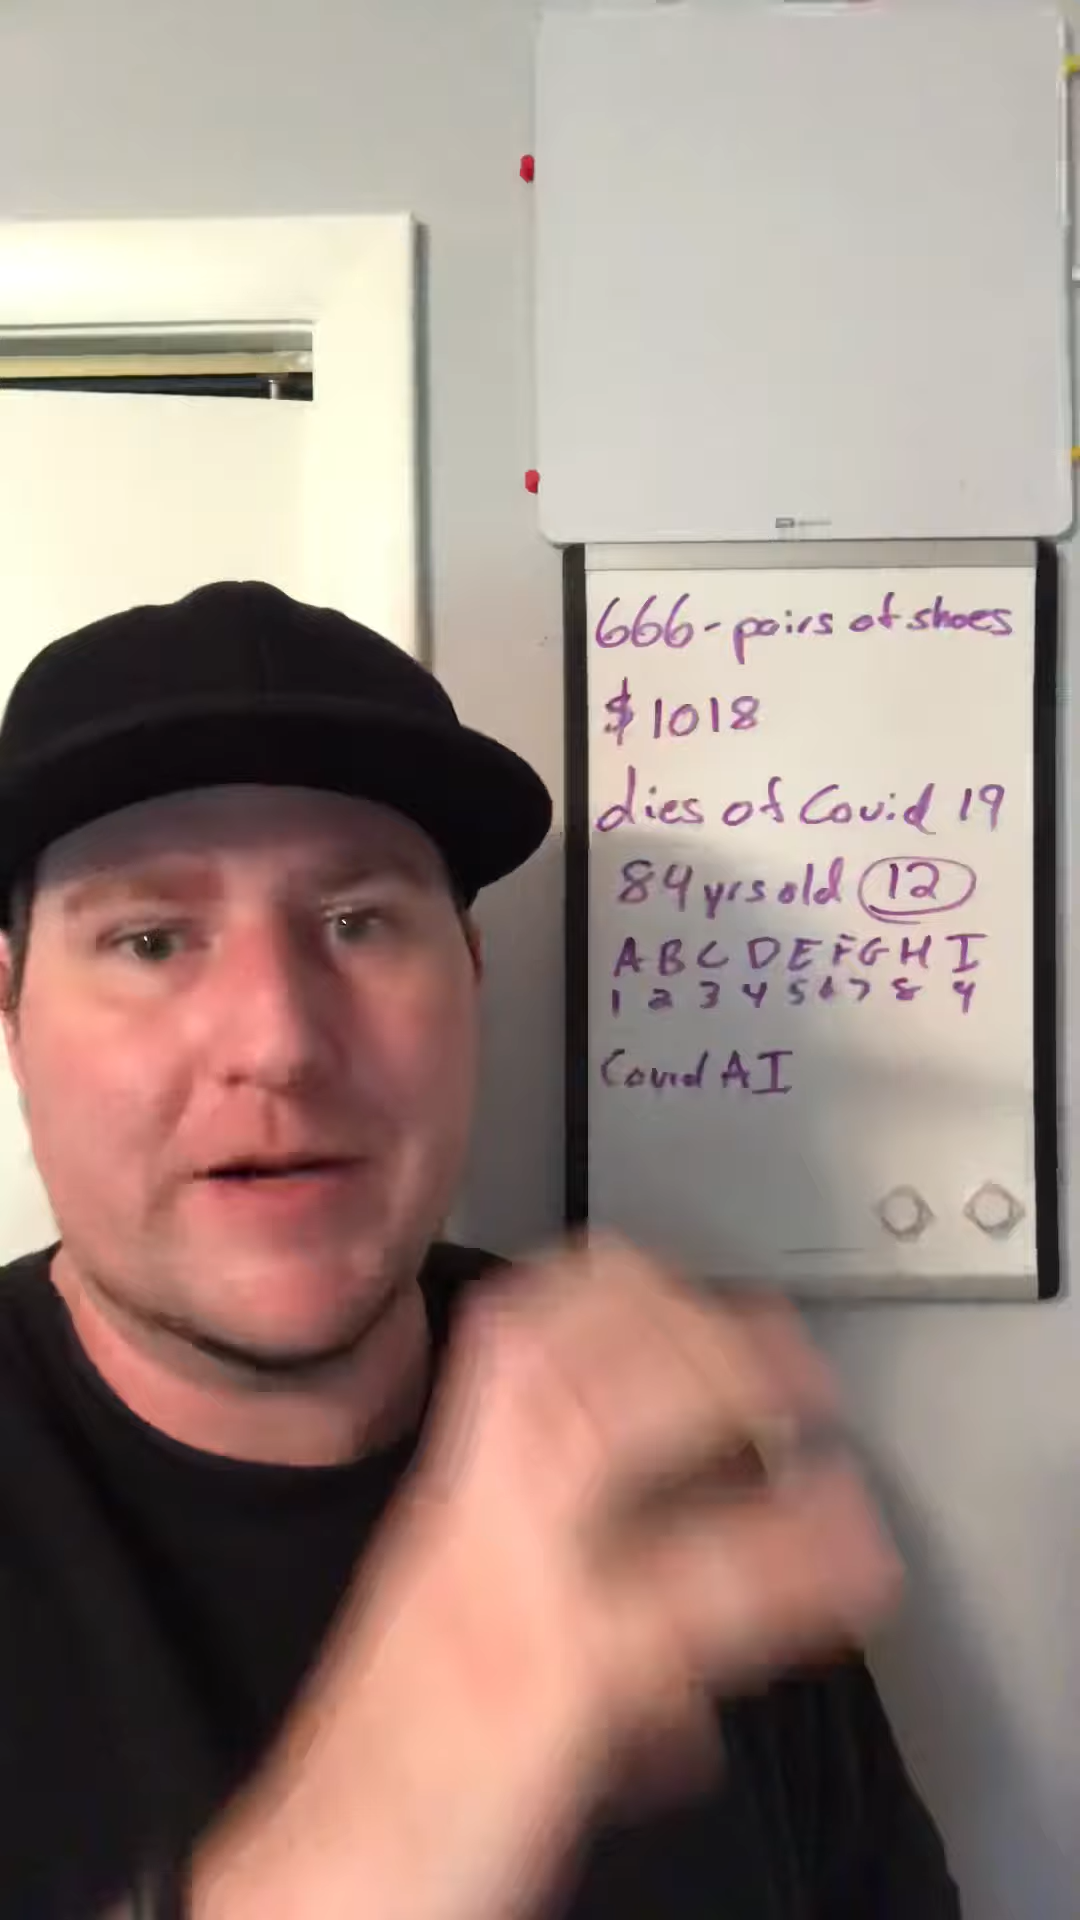 666-pairs of shoes
$1018
dies of Covid 19
84 yrs old 12
A B C D E F G H I
1 2 3 4 5 6 7 8 9
Covid A I